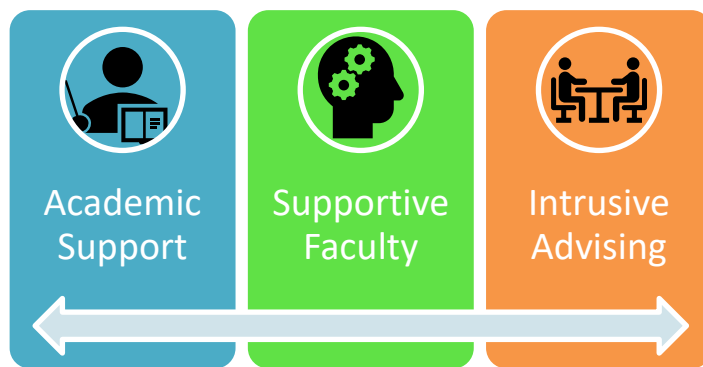 Academic
Support
Supportive
Faculty
Intrusive
Advising